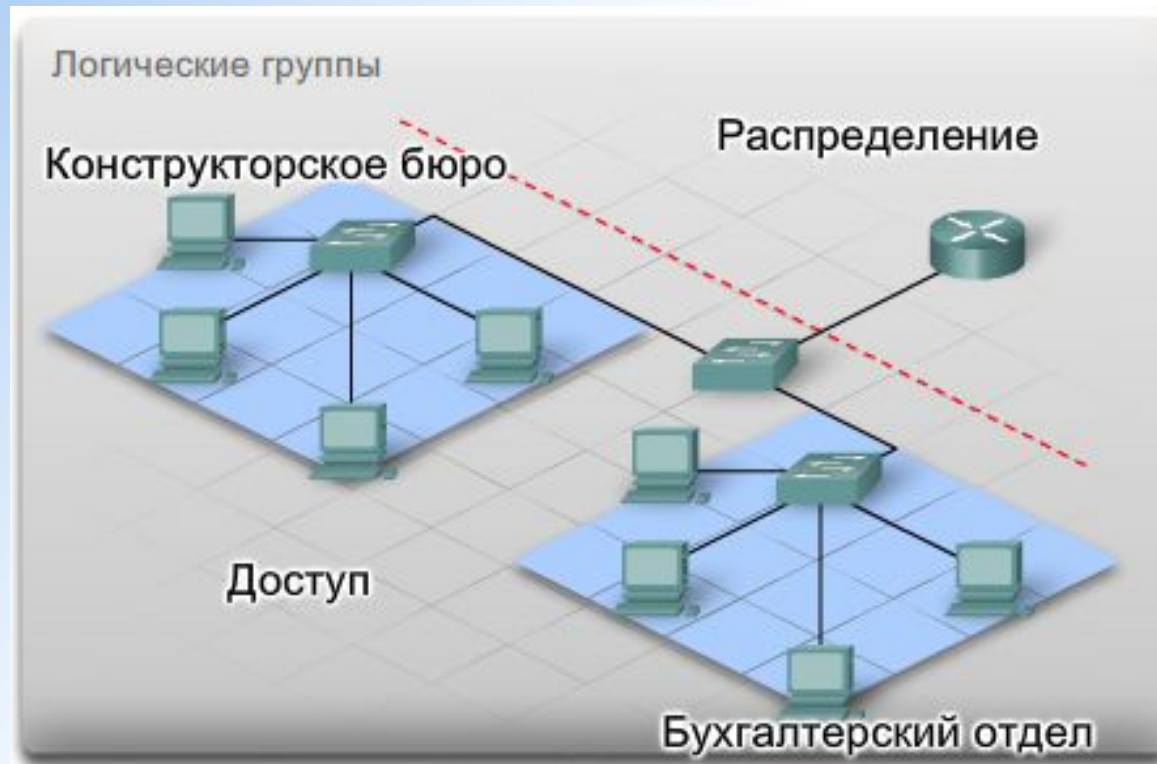 Логические группы
Распределение
Конструкторское бюро
Доступ
Бухгалтерский отдел